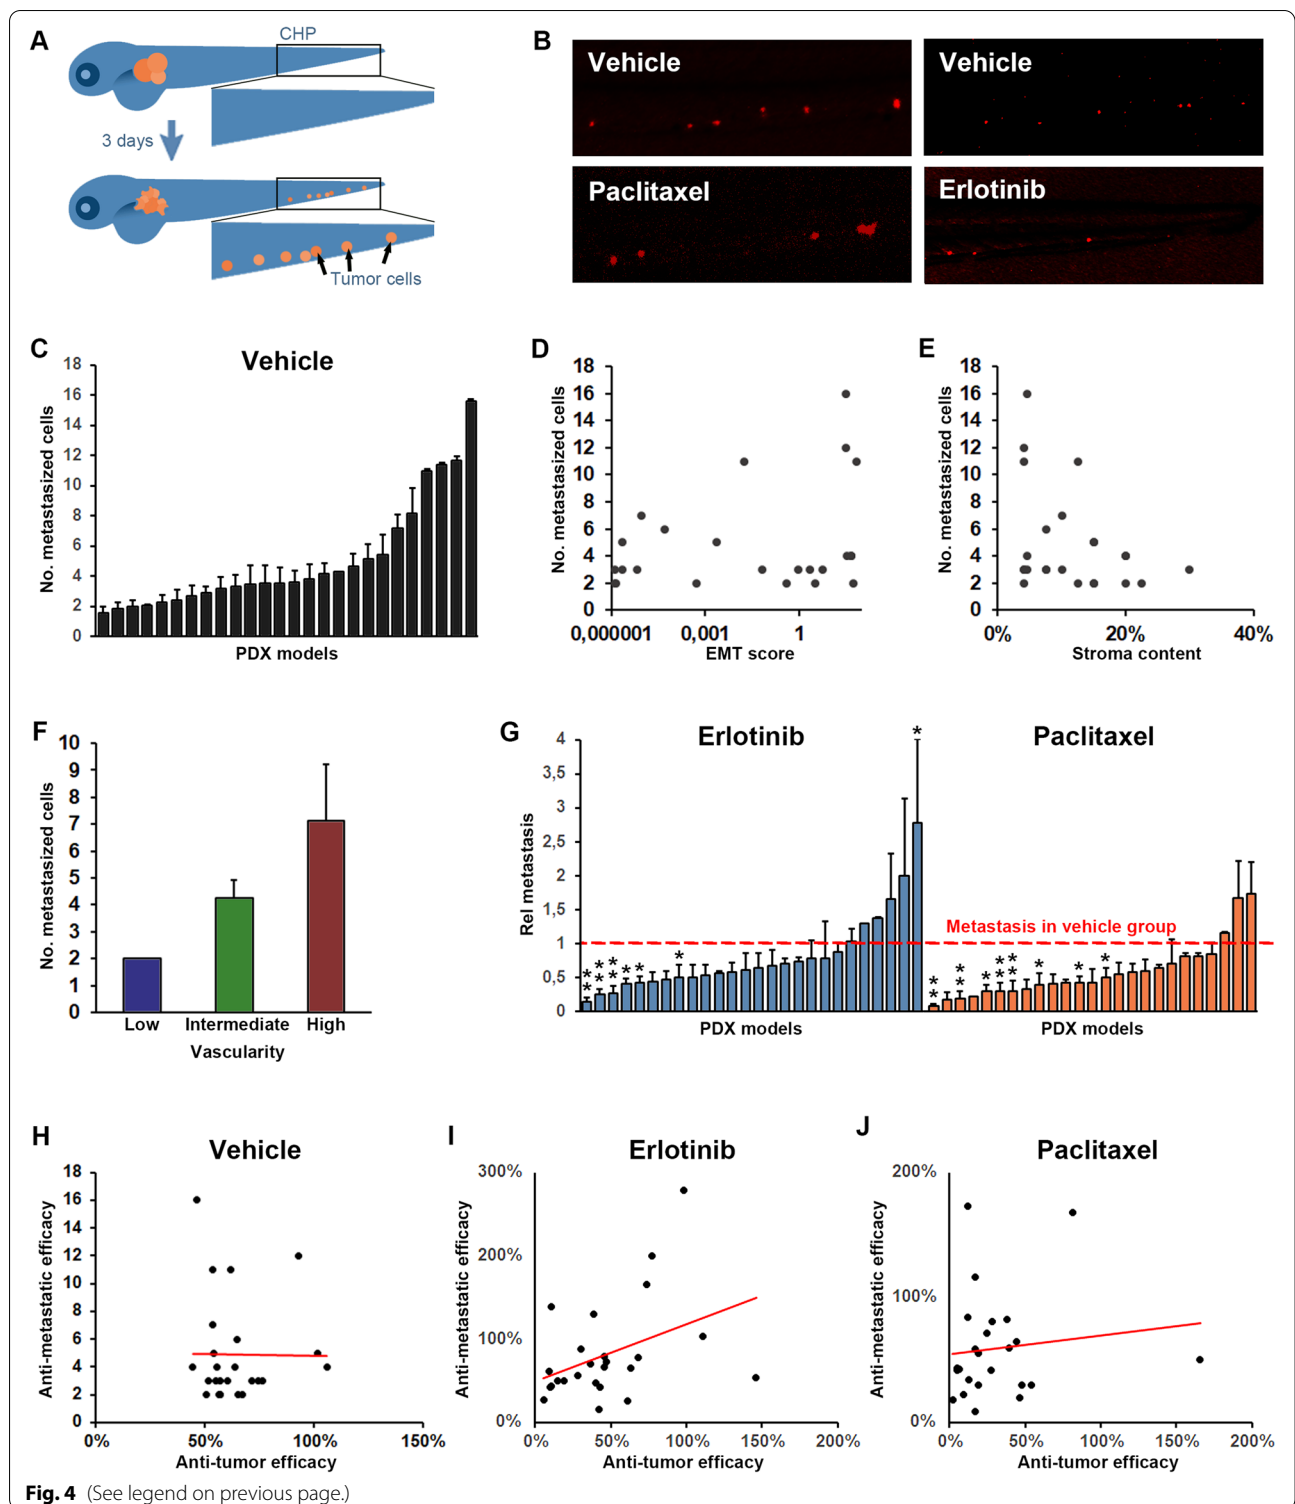 A
CHP
3 days
Tumor cells
B
Vehicle
Vehicle
Paclitaxel
Erlotinib
C
Vehicle
No. metastasized cells
18
16
14
12
10
8
6
4
2
0
PDX models
D
No. metastasized cells
18
16
14
12
10
8
6
4
2
0
0,000001 0,001 1
EMT score
E
No. metastasized cells
18
16
14
12
10
8
6
4
2
0
0% 20% 40%
Stroma content
F
No. metastasized cells
10
9
8
7
6
5
4
3
2
1
0
Low Intermediate High
Vascularity
G
Erlotinib Paclitaxel
Rel metastasis
4
3,5
3
2,5
2
1,5
1
0,5
0
Metastasis in vehicle group
* * * * * * * * * *
* * * * * * * * * * * *
PDX models PDX models
H
Vehicle
Anti-metastatic efficacy
18
16
14
12
10
8
6
4
2
0
0% 50% 100% 150%
Anti-tumor efficacy
I
Erlotinib
Anti-metastatic efficacy
300%
200%
100%
0%
0% 50% 100% 150% 200%
Anti-tumor efficacy
J
Paclitaxel
Anti-metastatic efficacy
200%
100%
0%
0% 50% 100% 150% 200%
Anti-tumor efficacy
Fig. 4 (See legend on previous page.)